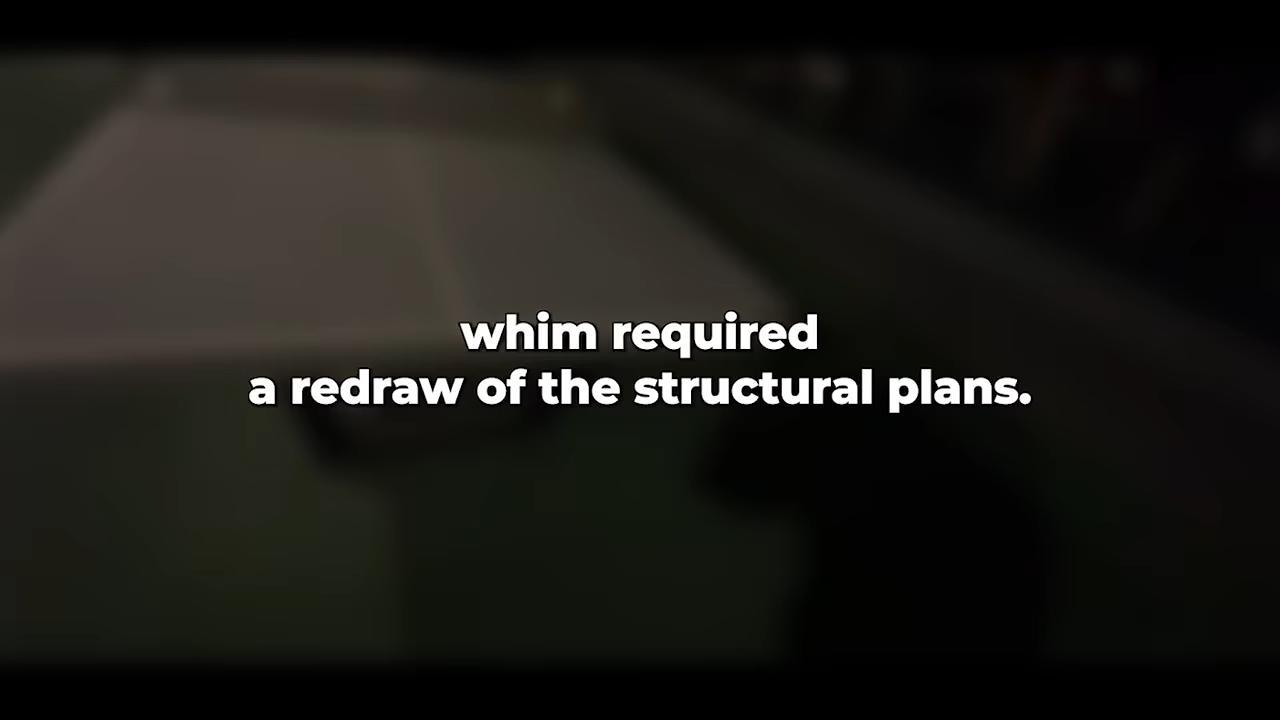 whim required
a redraw of the structural plans.